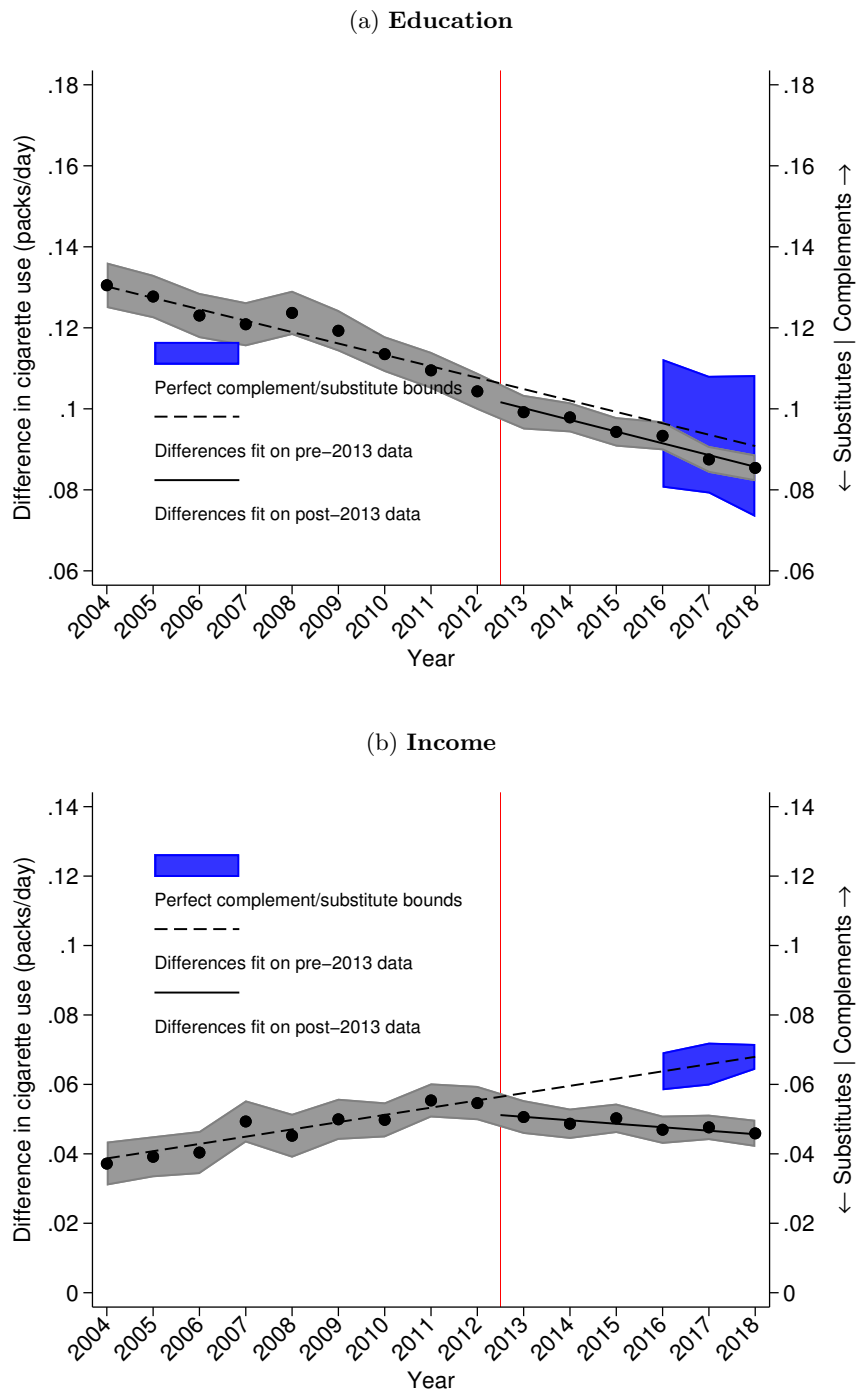 (a) Education
Difference in cigarette use (packs/day)
.18
.16
.14
.12
.1
.08
.06
Perfect complement/substitute bounds
Differences fit on pre−2013 data
Differences fit on post−2013 data
.18
.16
.14
.12
.1
.08
.06
← Substitutes | Complements →
2004 2005 2006 2007 2008 2009 2010 2011 2012 2013 2014 2015 2016 2017 2018
Year
(b) Income
Difference in cigarette use (packs/day)
.14
.12
.1
.08
.06
.04
.02
0
Perfect complement/substitute bounds
Differences fit on pre−2013 data
Differences fit on post−2013 data
.14
.12
.1
.08
.06
.04
.02
0
← Substitutes | Complements →
2004 2005 2006 2007 2008 2009 2010 2011 2012 2013 2014 2015 2016 2017 2018
Year